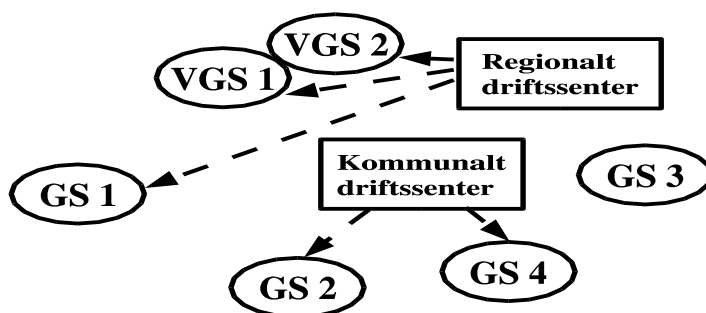 VGS 2
VGS 1
Regionalt
driftssenter
GS 1
Kommunalt
driftssenter
GS 3
GS 2
GS 4